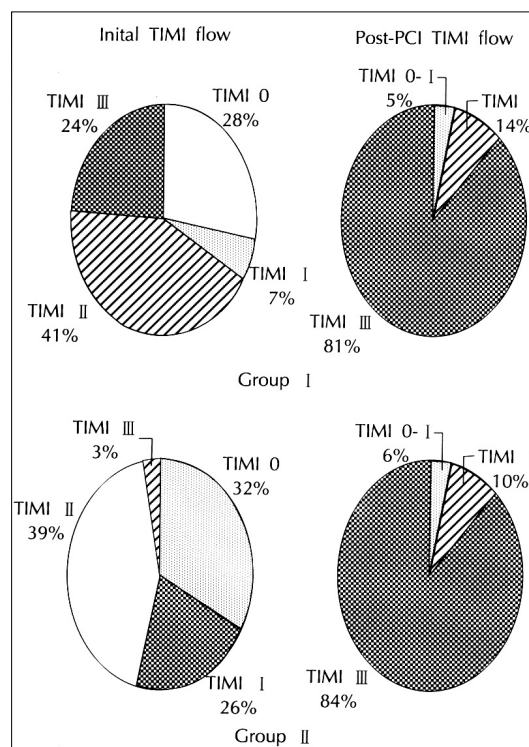 Inital TIMI flow
Post-PCI TIMI flow
TIMI Ⅲ
24%
TIMI 0
28%
TIMI Ⅰ
7%
TIMI Ⅱ
41%
TIMI 0-Ⅰ
5%
TIMI
14%
TIMI Ⅲ
81%
Group Ⅰ
TIMI Ⅲ
3%
TIMI 0
32%
TIMI Ⅱ
39%
TIMI Ⅰ
26%
TIMI 0-Ⅰ
6%
TIMI
10%
TIMI Ⅲ
84%
Group Ⅱ